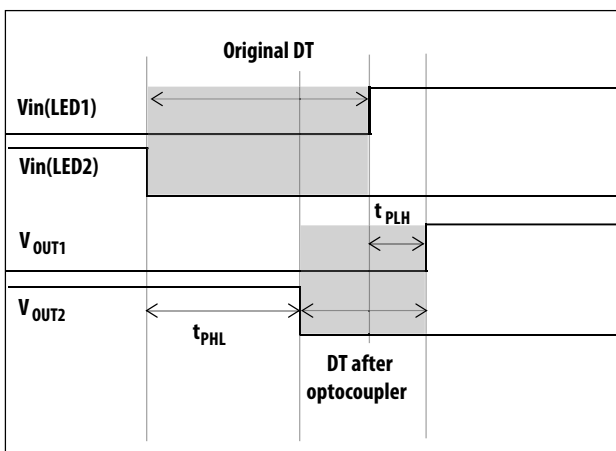 Original DT
Vin(LED1)
Vin(LED2)
tPLH
VOUT1
VOUT2
tPHL
DT after
optocoupler